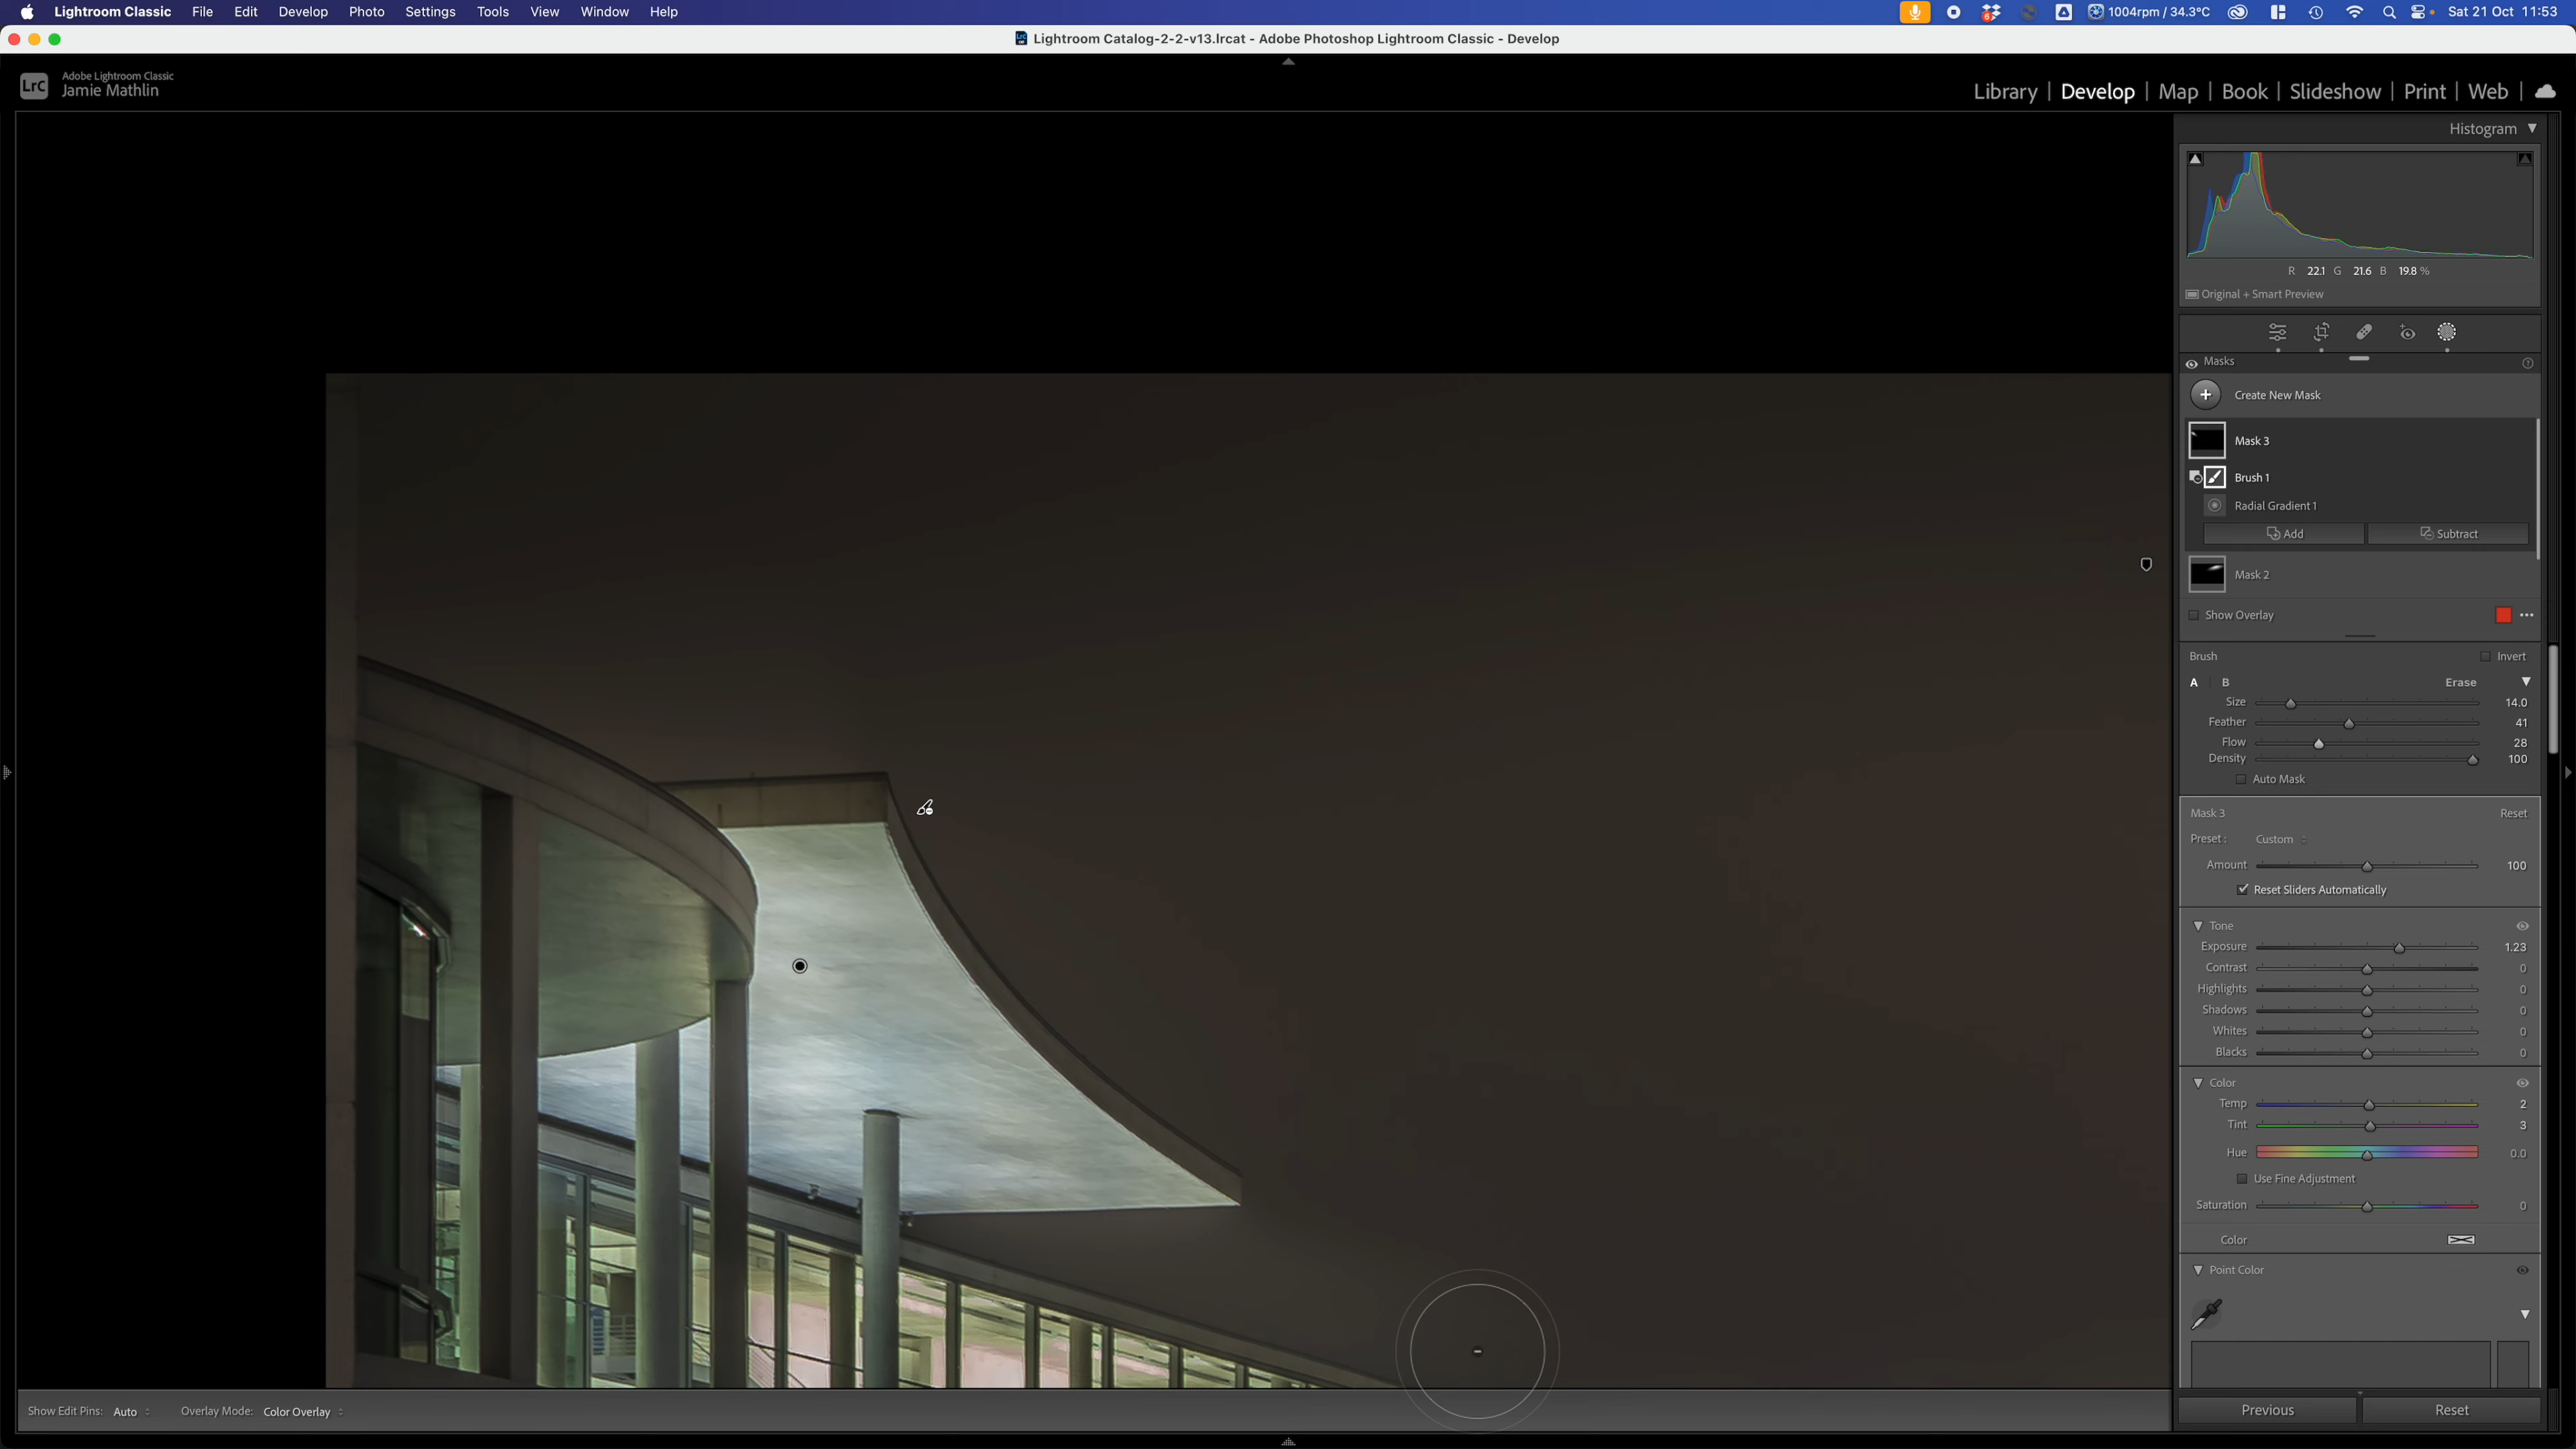 Lightroom Classic File Edit Develop Photo Settings Tools View Window Help
6 1004rpm / 34.3°C Sat 21 Oct 11:53
Lightroom Catalog-2-2-v13.lrcat - Adobe Photoshop Lightroom Classic - Develop
LrC
Adobe Lightroom Classic
Jamie Mathlin
Library | Develop | Map | Book | Slideshow | Print | Web |
Histogram
R 22.1 G 21.6 B 19.8 %
Original + Smart Preview
Masks
Create New Mask
Mask 3
Brush 1
Radial Gradient 1
Add Subtract
Mask 2
Show Overlay
Brush Invert
A B Erase
Size 14.0
Feather 41
Flow 28
Density 100
Auto Mask
Mask 3 Reset
Preset: Custom
Amount 100
Reset Sliders Automatically
Tone
Exposure 1.23
Contrast 0
Highlights 0
Shadows 0
Whites 0
Blacks 0
Color
Temp 2
Tint 3
Hue 0.0
Use Fine Adjustment
Saturation 0
Color
Point Color
Show Edit Pins: Auto Overlay Mode: Color Overlay
Previous Reset